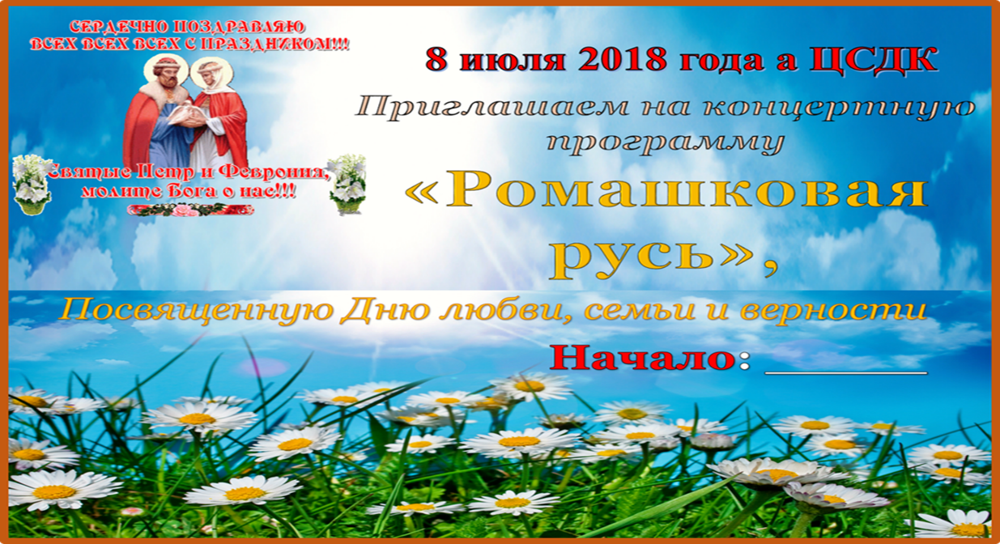 СЕРДЕЧНО ПОЗДРАВЛЯЮ
ВСЕХ ВСЕХ ВСЕХ С ПРАЗДНИКОМ!!!
Святые Петр и Феврония,
молите Бога о нас!!!
8 июля 2018 года а ЦСДК
Приглашаем на концертную
программу
«Ромашковая
русь»,
Посвященную Дню любви, семьи и верности
Начало: ________